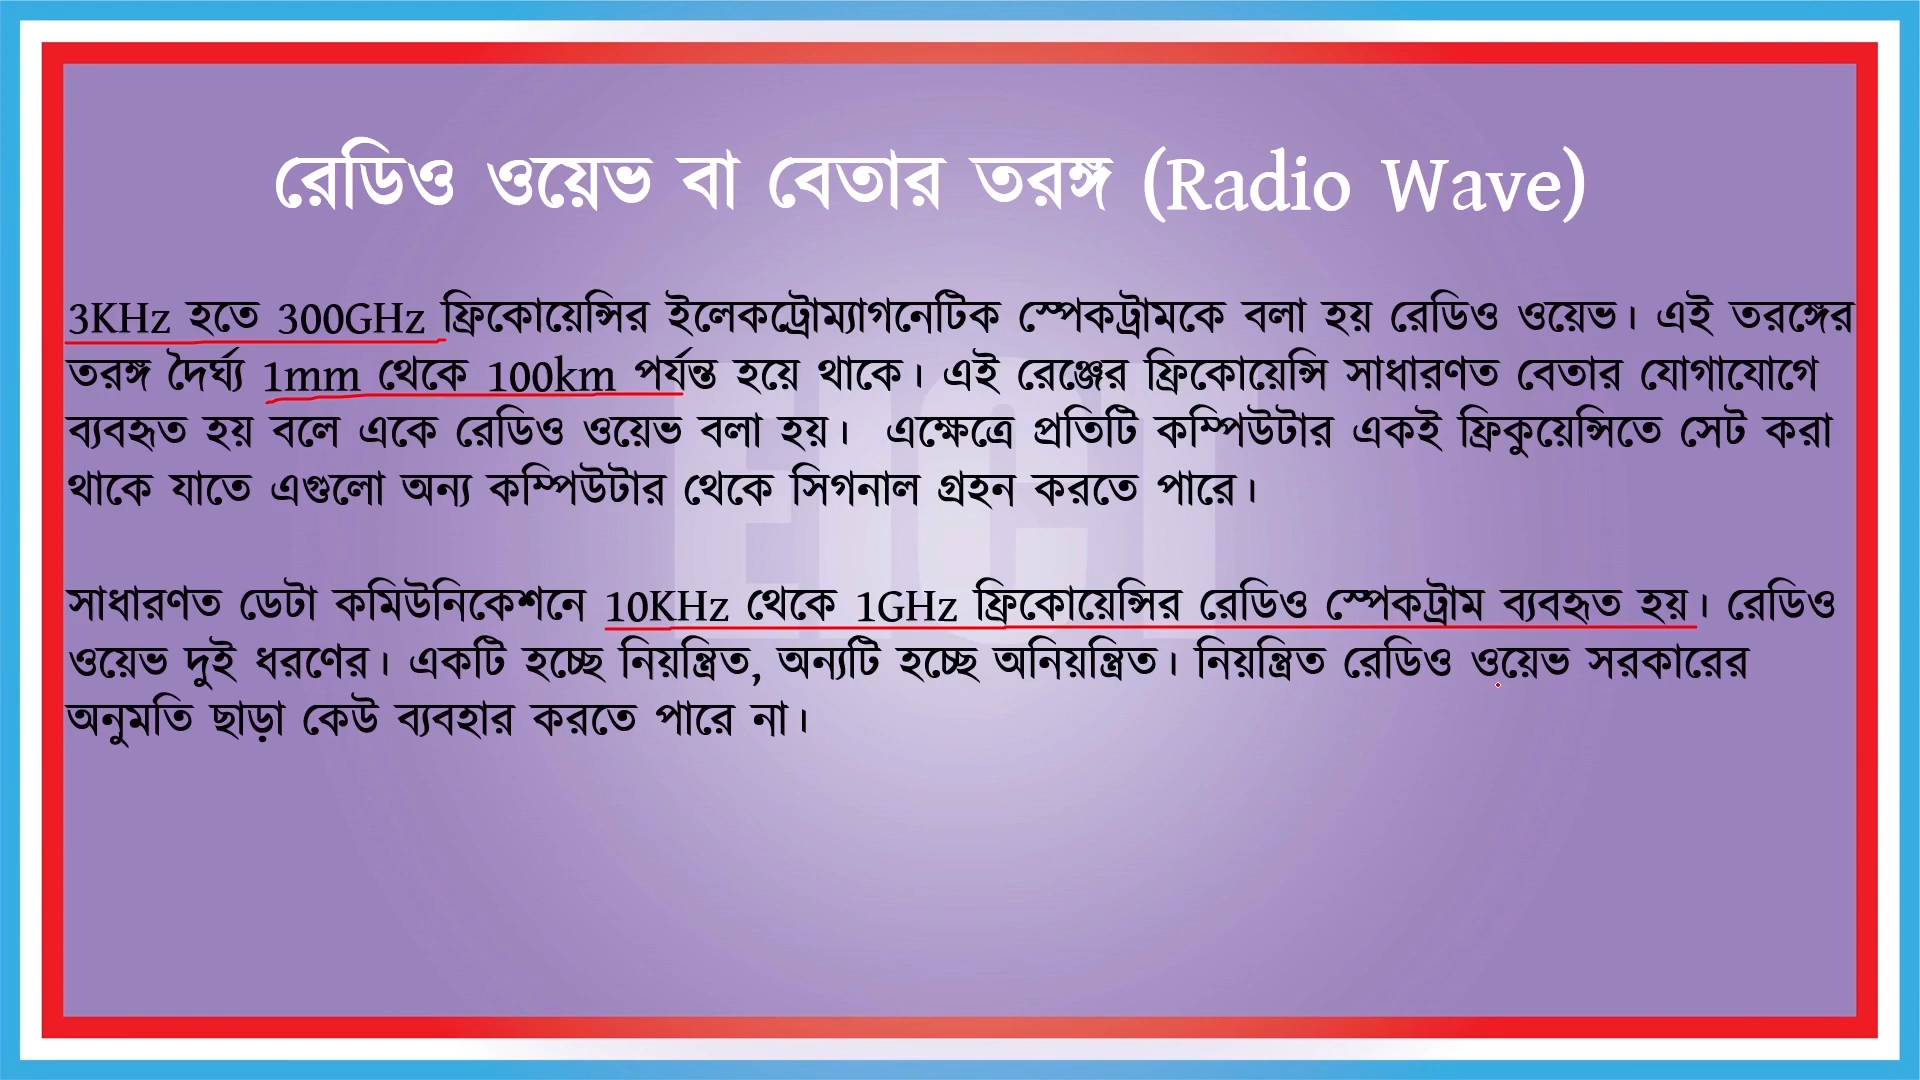 রেডিও ওয়েভ বা বেতার তরঙ্গ (Radio Wave)
3KHz হতে 300GHz ফ্রিকোয়েন্সির ইলেকট্রোম্যাগনেটিক স্পেকট্রামকে বলা হয় রেডিও ওয়েভ। এই তরঙ্গের
তরঙ্গ দৈর্ঘ্য 1mm থেকে 100km পর্যন্ত হয়ে থাকে। এই রেঞ্জের ফ্রিকোয়েন্সি সাধারণত বেতার যোগাযোগে
ব্যবহৃত হয় বলে একে রেডিও ওয়েভ বলা হয়। এক্ষেত্রে প্রতিটি কম্পিউটার একই ফ্রিকুয়েন্সিতে সেট করা
থাকে যাতে এগুলো অন্য কম্পিউটার থেকে সিগনাল গ্রহন করতে পারে।
সাধারণত ডেটা কমিউনিকেশনে 10KHz থেকে 1GHz ফ্রিকোয়েন্সির রেডিও স্পেকট্রাম ব্যবহৃত হয়। রেডিও
ওয়েভ দুই ধরণের। একটি হচ্ছে নিয়ন্ত্রিত, অন্যটি হচ্ছে অনিয়ন্ত্রিত। নিয়ন্ত্রিত রেডিও ওয়েভ সরকারের
অনুমতি ছাড়া কেউ ব্যবহার করতে পারে না।